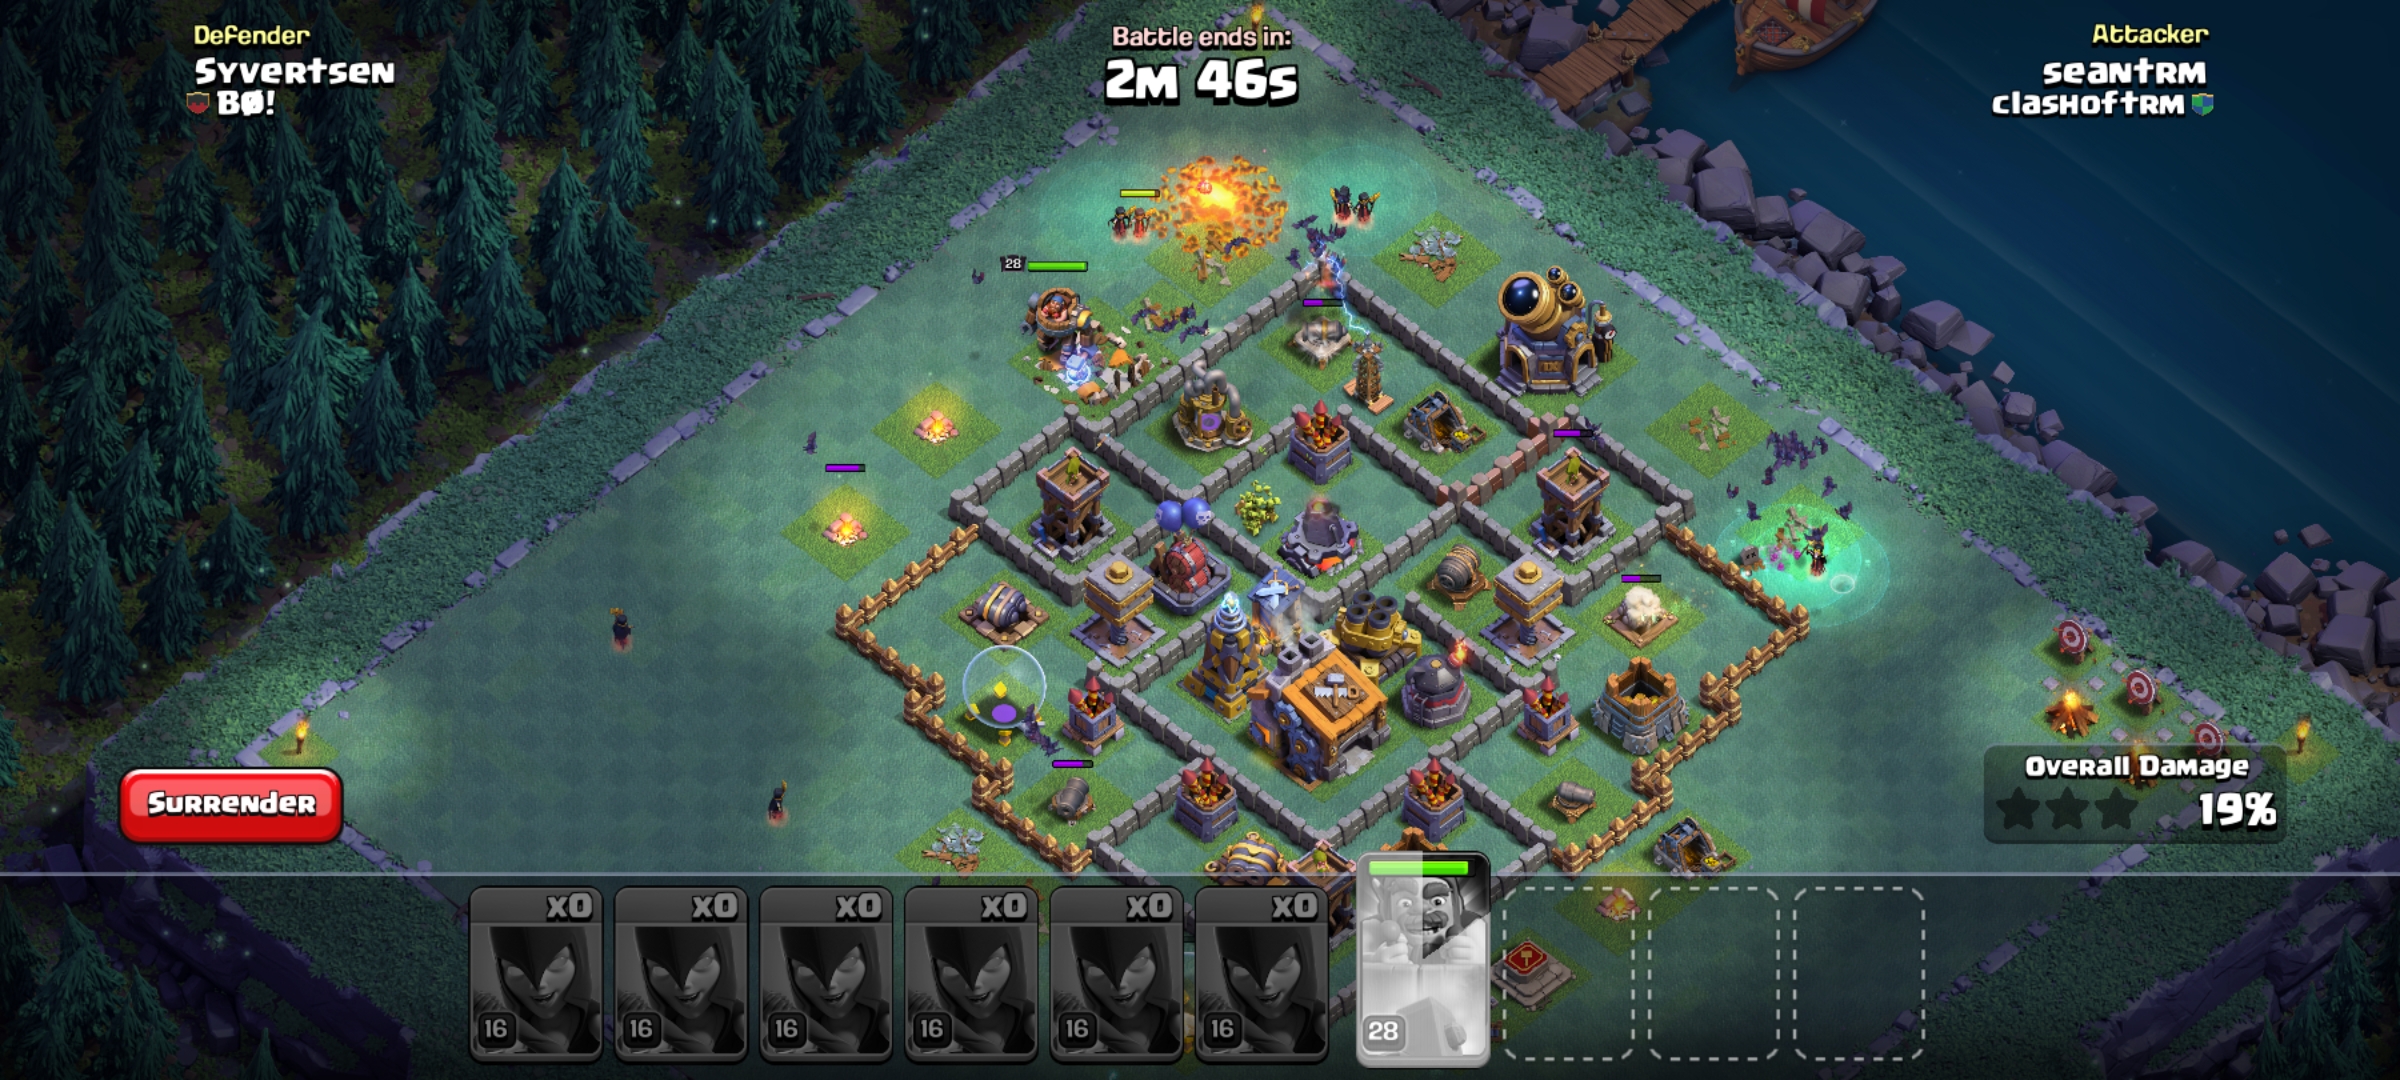 Defender
Syvertsen
BØ!
Battle ends in:
2M 46s
Attacker
seantrm
clashoftrm
28
Surrender
Overall Damage
19%
x0
x0
x0
x0
x0
x0
16
16
16
16
16
16
28